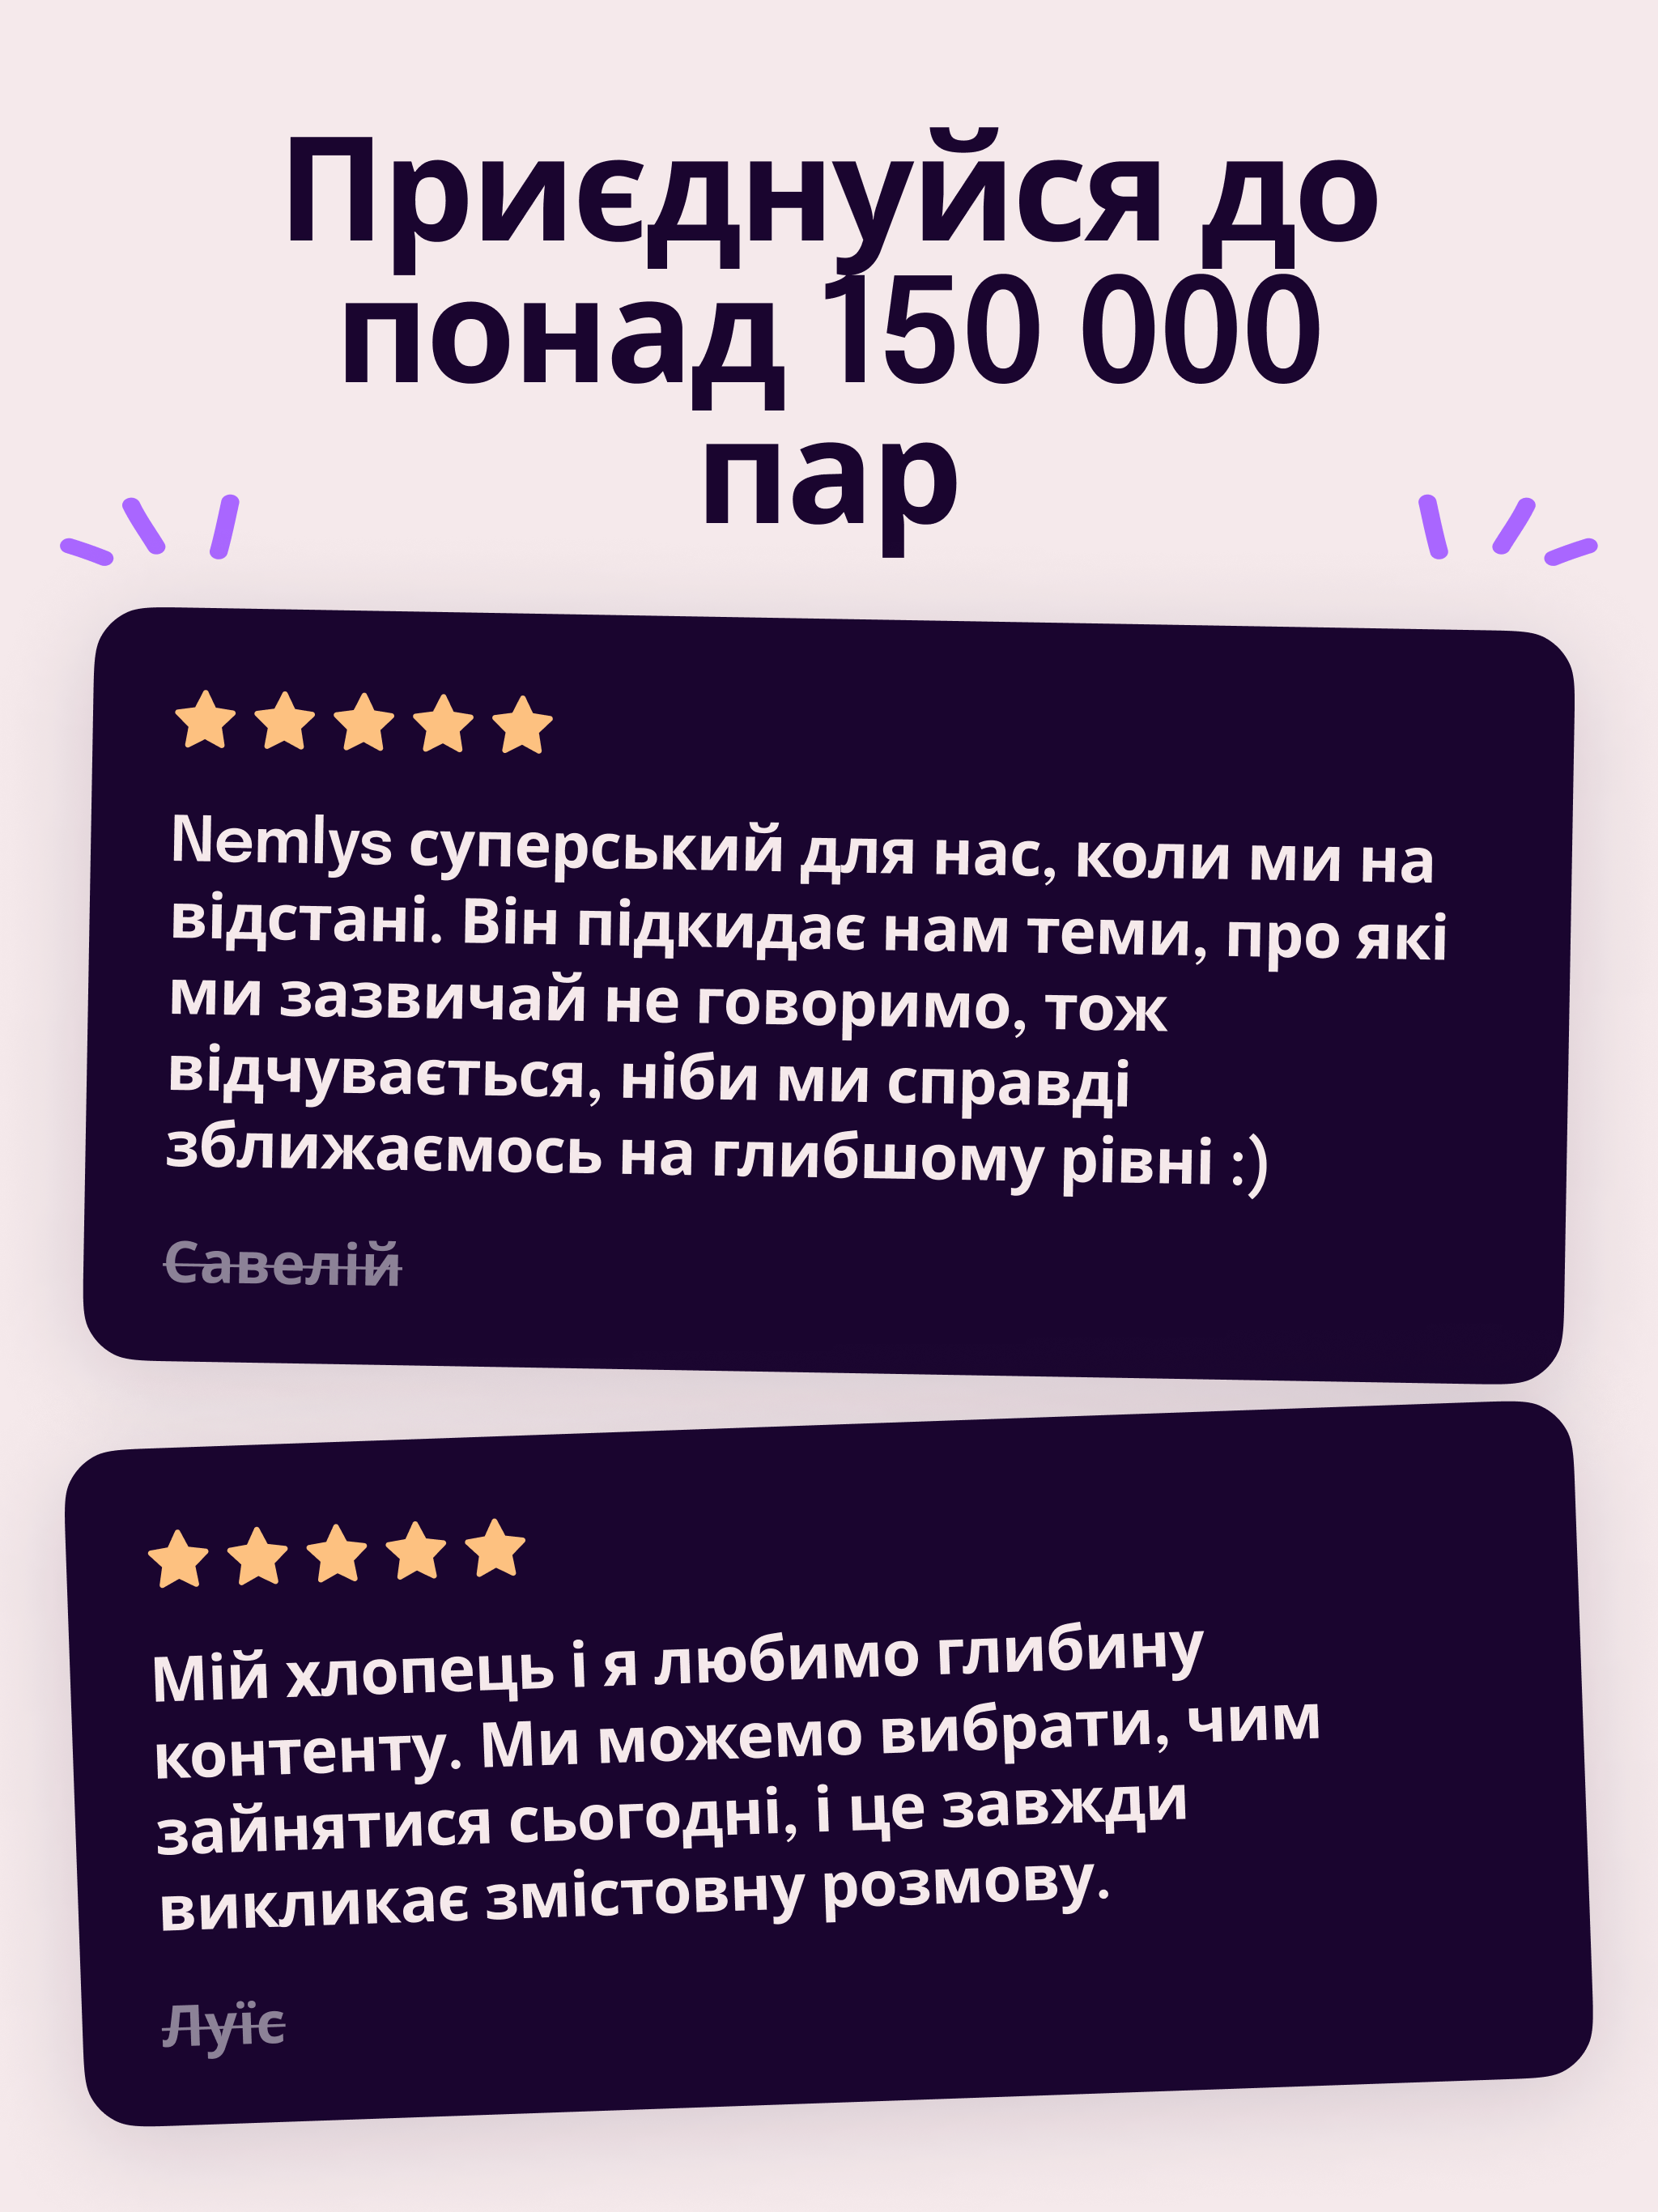 Приєднуйся до
понад 150 000
пар
Nemlys суперський для нас, коли ми на
відстані. Він підкидає нам теми, про які
ми зазвичай не говоримо, тож
відчувається, ніби ми справді
зближаємось на глибшому рівні :)
Савелій
Мій хлопець і я любимо глибину
контенту. Ми можемо вибрати, чим
зайнятися сьогодні, і це завжди
викликає змістовну розмову.
Луїс